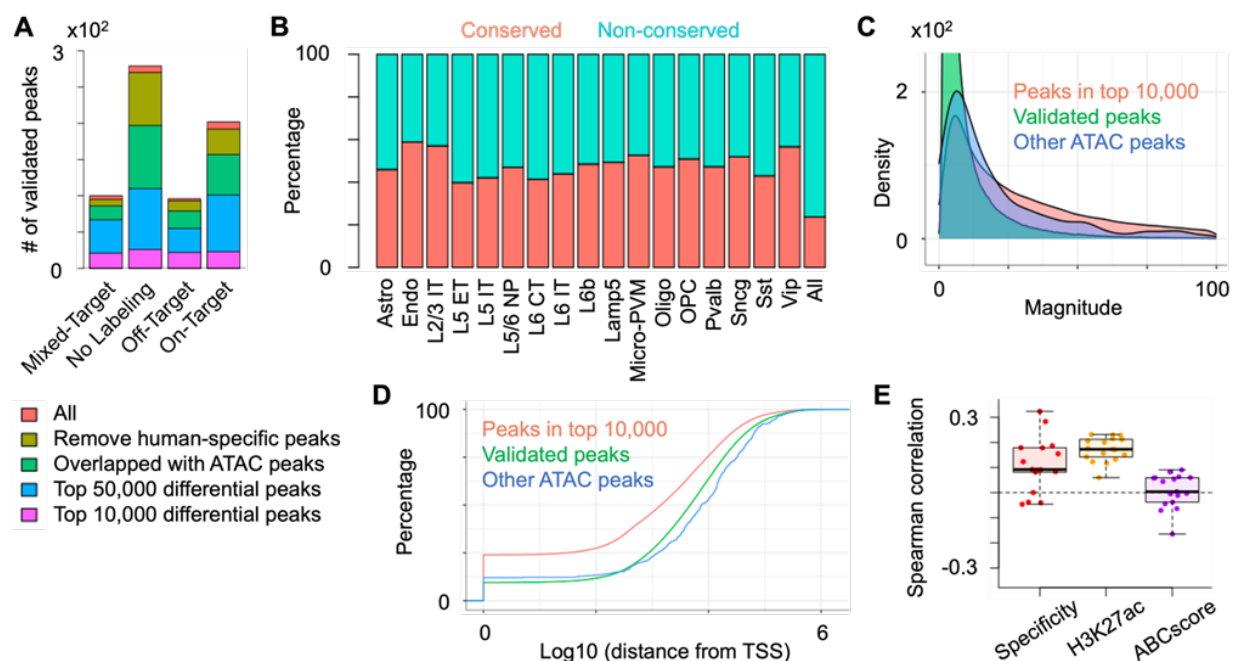 A
x10²
3
# of validated peaks
0
Mixed-Target
No Labeling
Off-Target
On-Target
All
Remove human-specific peaks
Overlapped with ATAC peaks
Top 50,000 differential peaks
Top 10,000 differential peaks
B
Conserved Non-conserved
100
Percentage
0
Astro
Endo
L2/3 IT
L5 ET
L5 IT
L5/6 NP
L6 CT
L6 IT
L6b
Lamp5
Micro-PVM
Oligo
OPC
Pvalb
Sncg
Sst
Vip
All
C
x10²
2
Density
0
Peaks in top 10,000
Validated peaks
Other ATAC peaks
0 100
Magnitude
D
100
Percentage
0
Peaks in top 10,000
Validated peaks
Other ATAC peaks
0 6
Log10 (distance from TSS)
E
0.3
Spearman correlation
-0.3
Specificity
H3K27ac
ABCscore